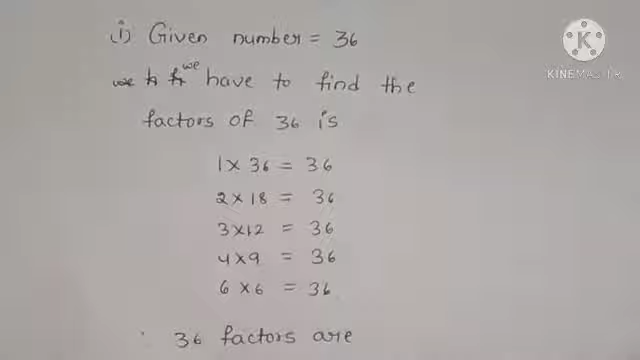 (i) Given number = 36
we
we have to find the
factors of 36 is
1 x 36 = 36
2 x 18 = 36
3 x 12 = 36
4 x 9 = 36
6 x 6 = 36
36 factors are
KINEMASTER